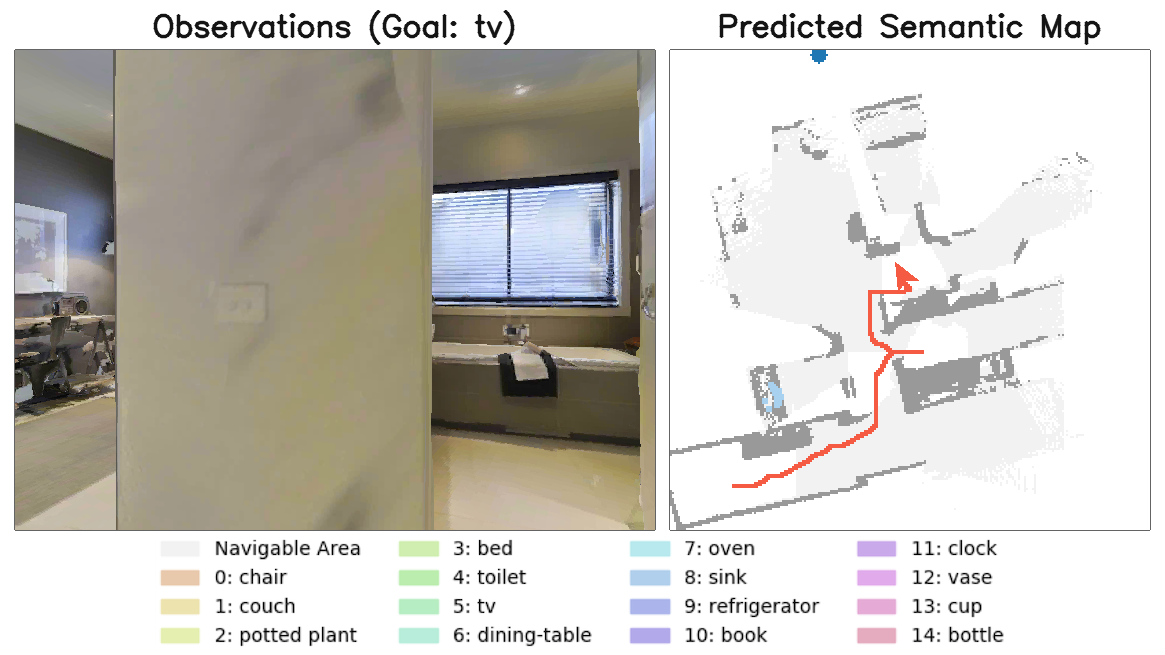 Observations (Goal: tv)
Predicted Semantic Map
Navigable Area
0: chair
1: couch
2: potted plant
3: bed
4: toilet
5: tv
6: dining-table
7: oven
8: sink
9: refrigerator
10: book
11: clock
12: vase
13: cup
14: bottle